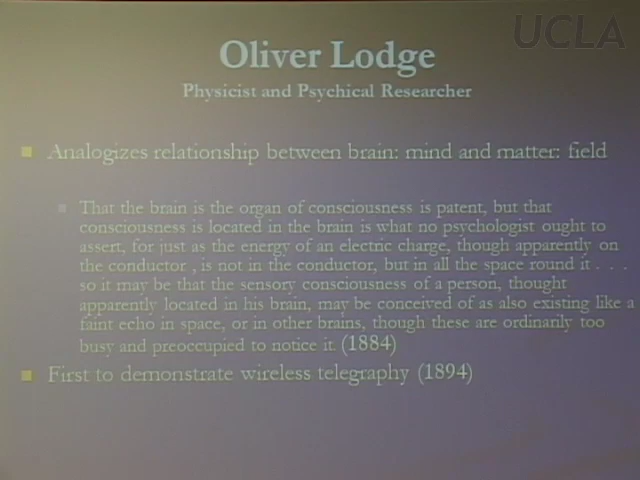 UCLA
Oliver Lodge
Physicist and Psychical Researcher
Analogizes relationship between brain: mind and matter: field
That the brain is the organ of consciousness is patent, but that
consciousness is located in the brain is what no psychologist ought to
assert, for just as the energy of an electric charge, though apparently on
the conductor , is not in the conductor, but in all the space round it . . .
so it may be that the sensory consciousness of a person, thought
apparently located in his brain, may be conceived of as also existing like a
faint echo in space, or in other brains, though these are ordinarily too
busy and preoccupied to notice it. (1884)
First to demonstrate wireless telegraphy (1894)